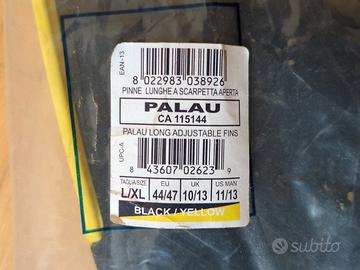 EAN-13
8 022983 038926
PINNE LUNGHE A SCARPETTA APERTA
PALAU
CA 115144
PALAU LONG ADJUSTABLE FINS
UPC-A
8 43607 02623 9
TAGLIA/SIZE EU UK US MAN
L/XL 44/47 10/13 11/13
BLACK / YELLOW
subito